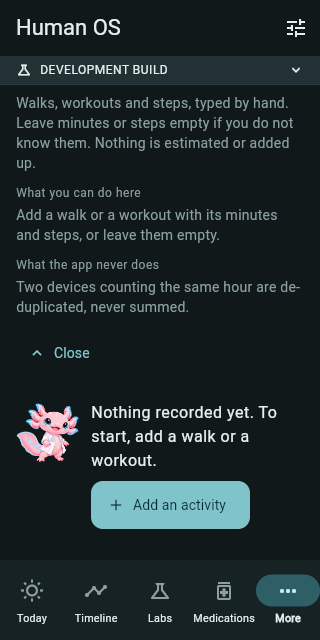 Human OS
DEVELOPMENT BUILD
Walks, workouts and steps, typed by hand.
Leave minutes or steps empty if you do not
know them. Nothing is estimated or added
up.
What you can do here
Add a walk or a workout with its minutes
and steps, or leave them empty.
What the app never does
Two devices counting the same hour are de-
duplicated, never summed.
Close
Nothing recorded yet. To
start, add a walk or a
workout.
Add an activity
Today
Timeline
Labs
Medications
More